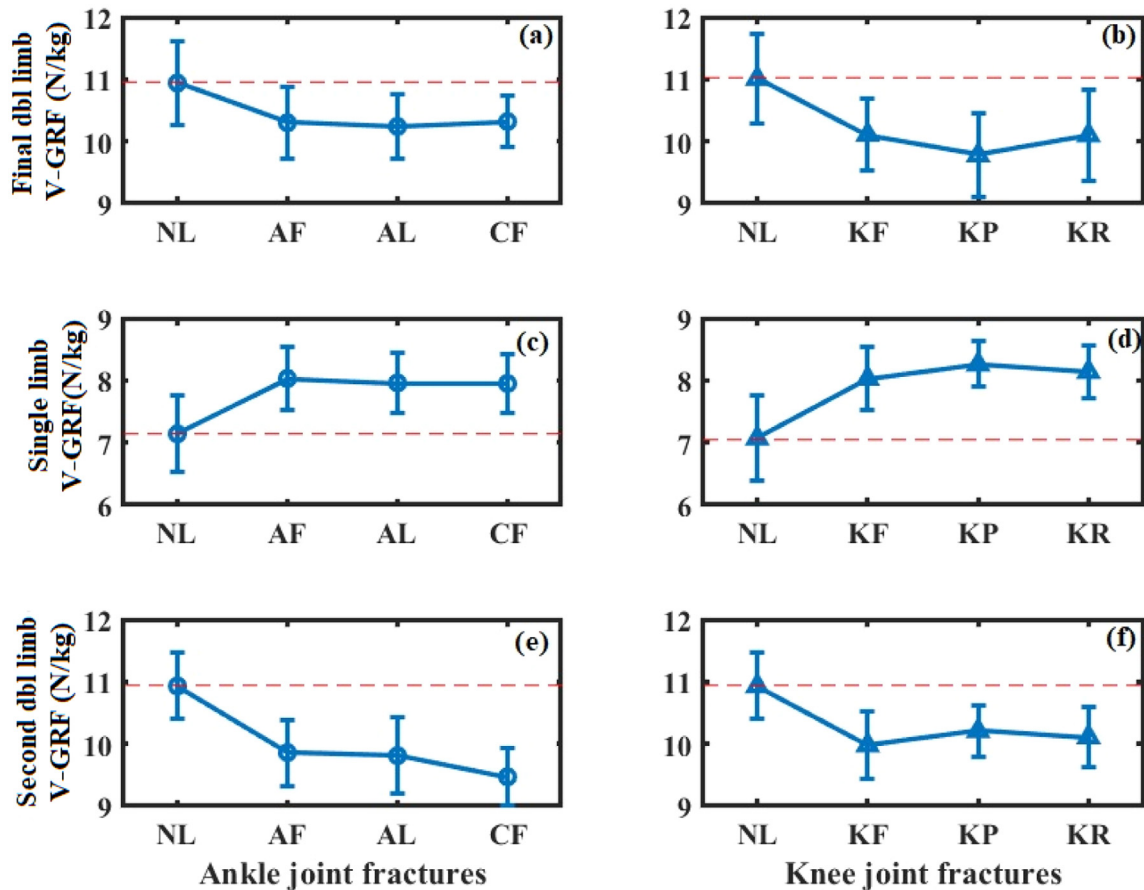 Final dbl limb
V-GRF (N/kg)
12
11
10
9
(a)
NL AF AL CF
12
11
10
9
(b)
NL KF KP KR
Single limb
V-GRF(N/kg)
9
8
7
6
(c)
NL AF AL CF
9
8
7
6
(d)
NL KF KP KR
Second dbl limb
V-GRF (N/kg)
12
11
10
9
(e)
NL AF AL CF
Ankle joint fractures
12
11
10
9
(f)
NL KF KP KR
Knee joint fractures